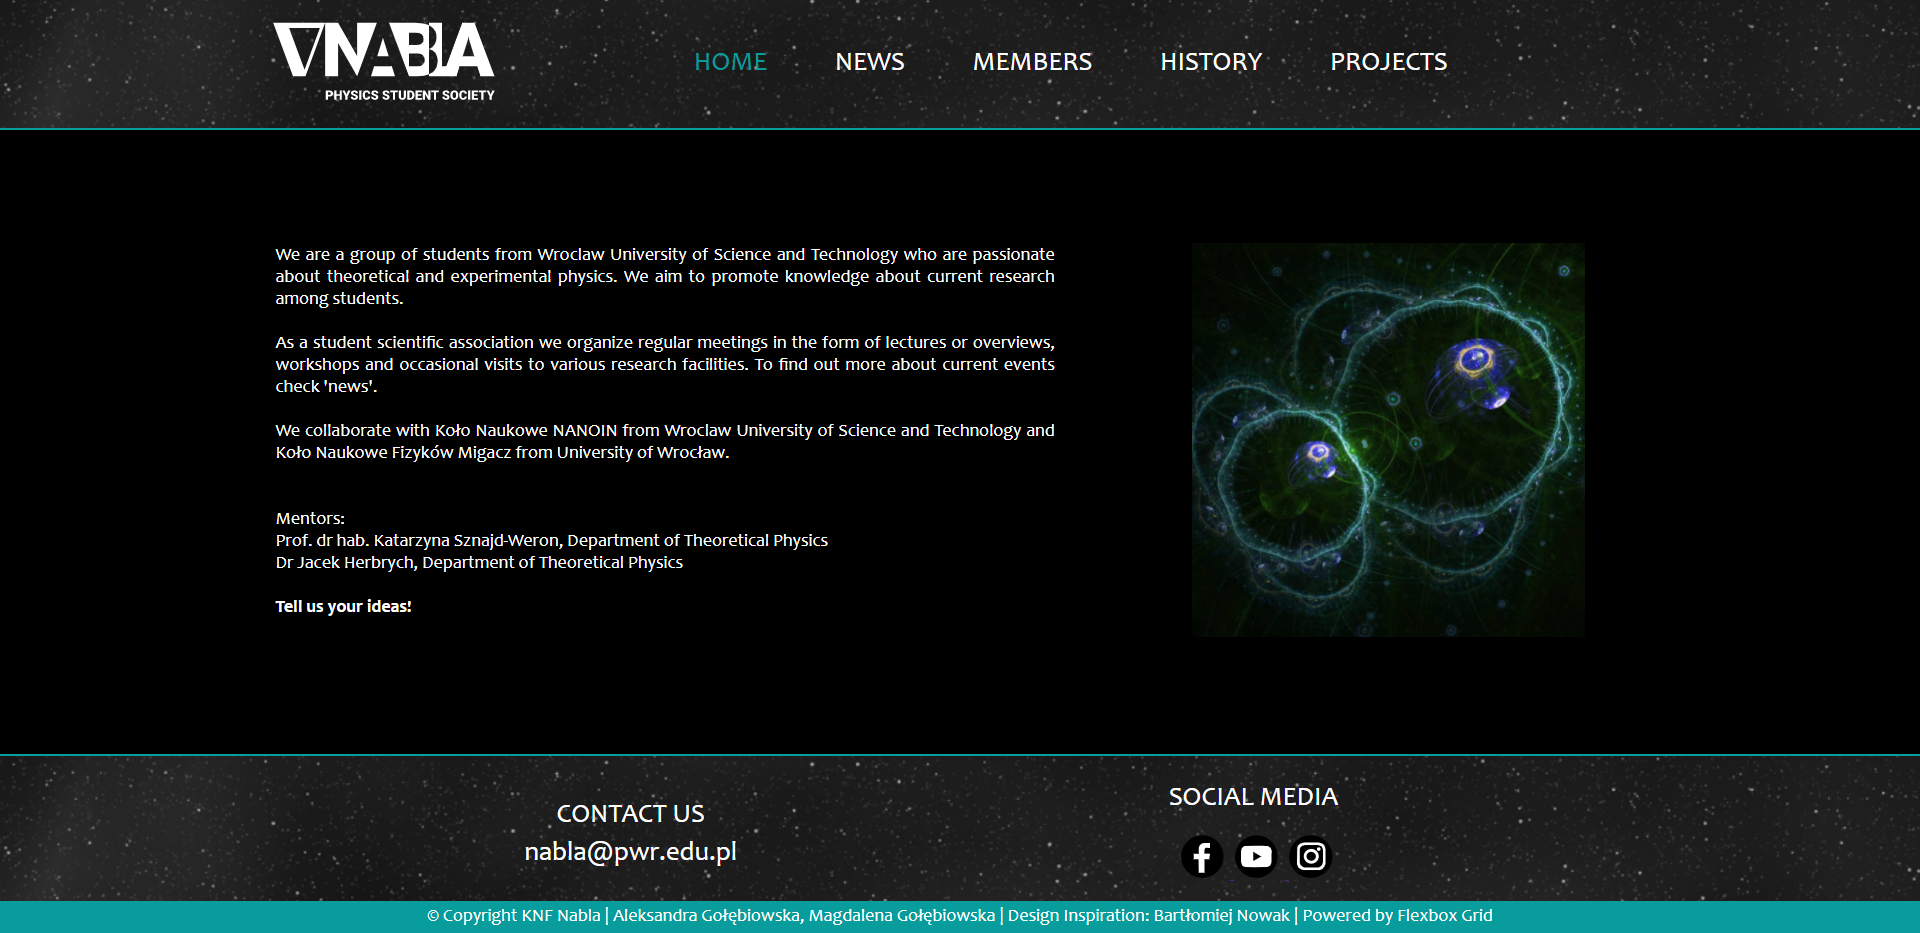 VNABLA
PHYSICS STUDENT SOCIETY
HOME NEWS MEMBERS HISTORY PROJECTS
We are a group of students from Wroclaw University of Science and Technology who are passionate
about theoretical and experimental physics. We aim to promote knowledge about current research
among students.
As a student scientific association we organize regular meetings in the form of lectures or overviews,
workshops and occasional visits to various research facilities. To find out more about current events
check 'news'.
We collaborate with Koło Naukowe NANOIN from Wroclaw University of Science and Technology and
Koło Naukowe Fizyków Migacz from University of Wrocław.
Mentors:
Prof. dr hab. Katarzyna Sznajd-Weron, Department of Theoretical Physics
Dr Jacek Herbrych, Department of Theoretical Physics
Tell us your ideas!
CONTACT US
nabla@pwr.edu.pl
SOCIAL MEDIA
© Copyright KNF Nabla | Aleksandra Gołębiowska, Magdalena Gołębiowska | Design Inspiration: Bartłomiej Nowak | Powered by Flexbox Grid